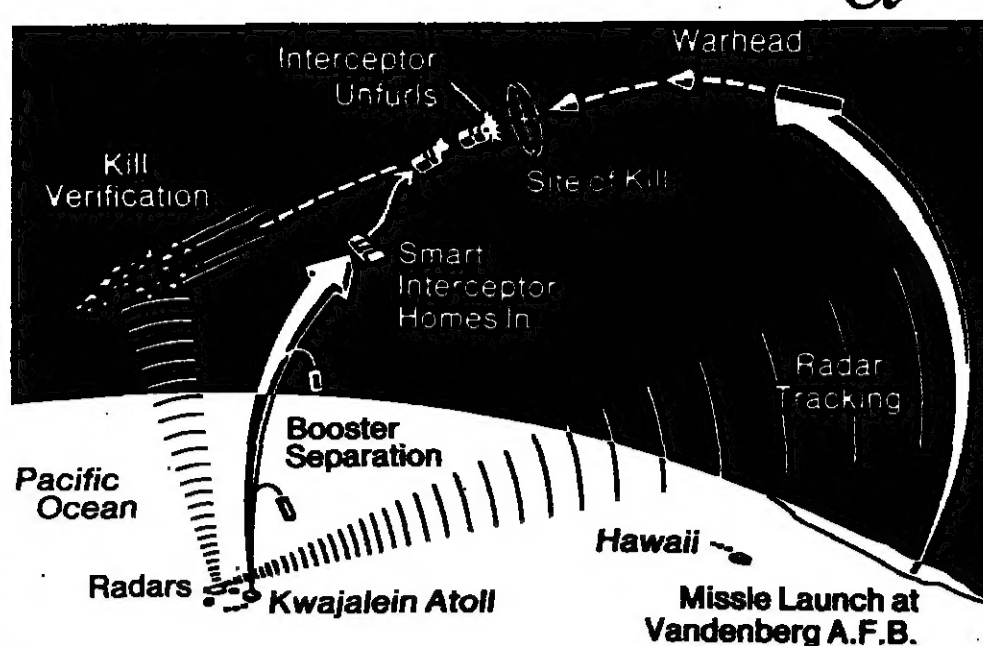 Warhead
Interceptor
Unfurls
Kill
Verification
Site of Kill
Smart
Interceptor
Homes In
Radar
Tracking
Booster
Separation
Pacific
Ocean
Hawaii
Radars
Kwajalein Atoll
Missle Launch at
Vandenberg A.F.B.